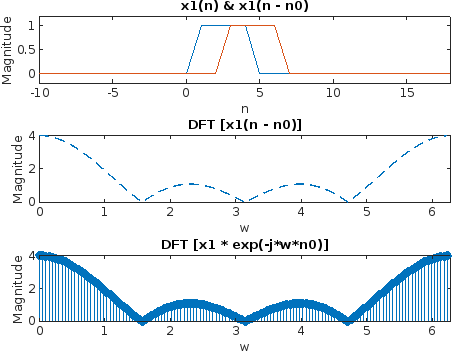 x1(n) & x1(n - n0)
Magnitude
1
0.5
0
-10 -5 0 5 10 15
n
DFT [x1(n - n0)]
Magnitude
4
2
0
0 1 2 3 4 5 6
w
DFT [x1 * exp(-j*w*n0)]
Magnitude
4
2
0
0 1 2 3 4 5 6
w